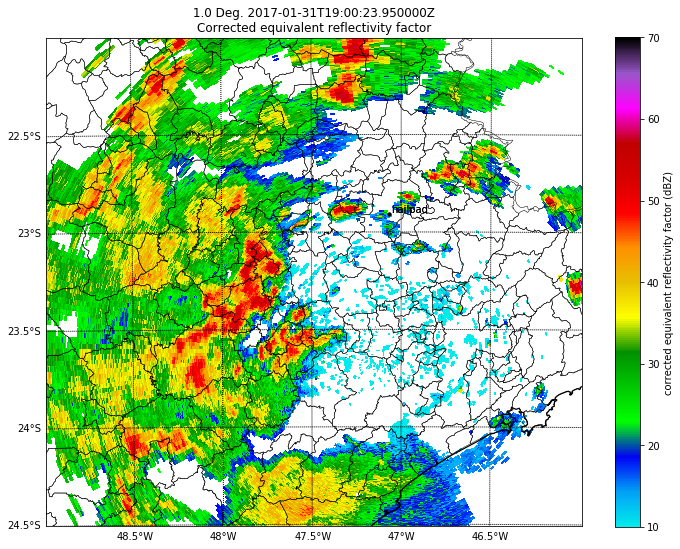 1.0 Deg. 2017-01-31T19:00:23.950000Z
Corrected equivalent reflectivity factor
22.5°S
23°S
23.5°S
24°S
24.5°S
48.5°W
48°W
47.5°W
47°W
46.5°W
hailpad
70
60
50
40
30
20
10
corrected equivalent reflectivity factor (dBZ)